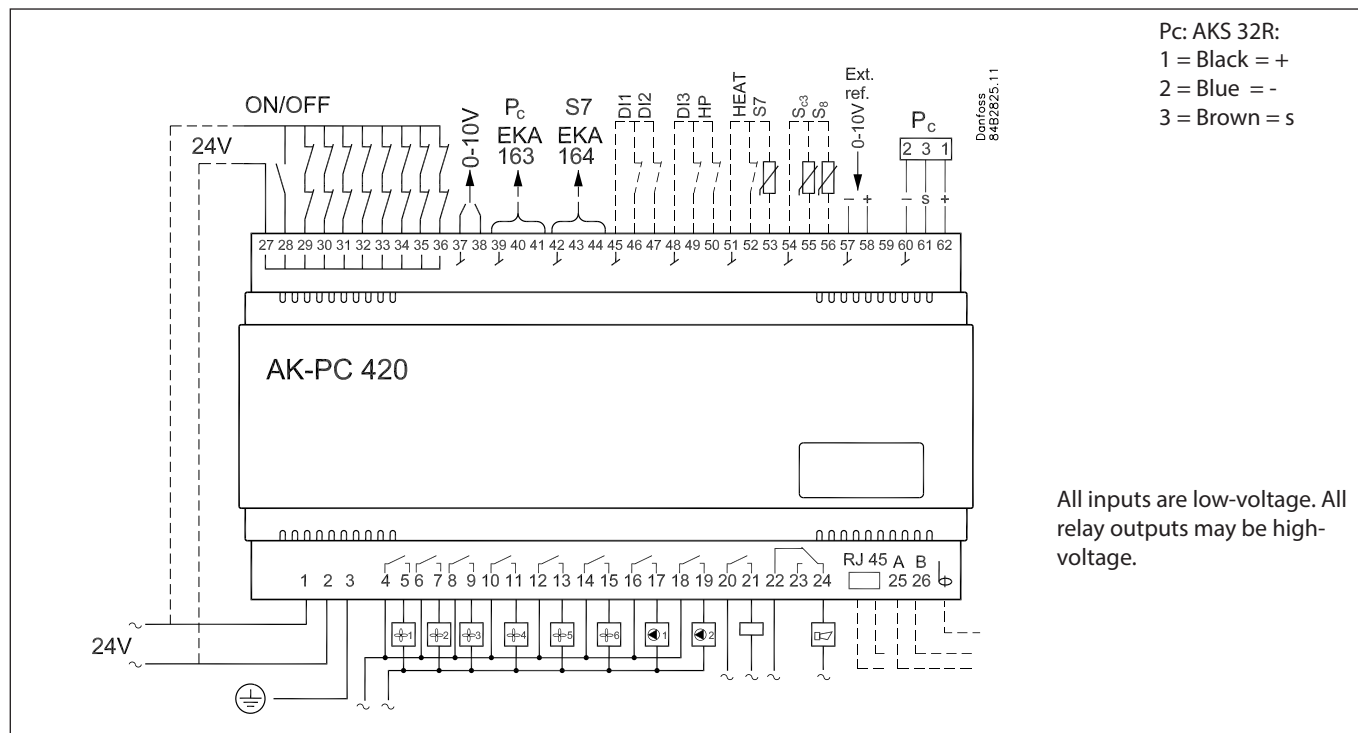 Pc: AKS 32R:
1 = Black = +
2 = Blue = -
3 = Brown = s
Danfoss
84B2825.11
ON/OFF
24V
0-10V
Pc
EKA
163
S7
EKA
164
DI1
DI2
DI3
HP
HEAT
S7
Sc3
S8
Ext.
ref.
0-10V
- +
Pc
2 3 1
- s +
27 28 29 30 31 32 33 34 35 36 37 38 39 40 41 42 43 44 45 46 47 48 49 50 51 52 53 54 55 56 57 58 59 60 61 62
AK-PC 420
All inputs are low-voltage. All
relay outputs may be high-
voltage.
RJ 45 A B
1 2 3 4 5 6 7 8 9 10 11 12 13 14 15 16 17 18 19 20 21 22 23 24 25 26
1 2 3 4 5 6 1 2
24V